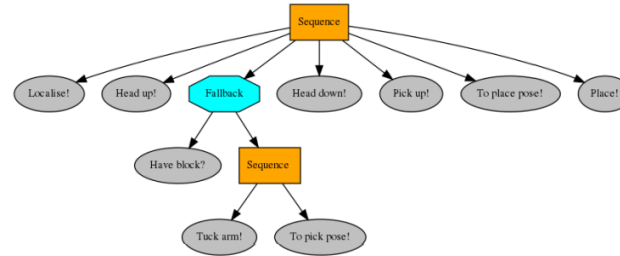 Sequence
Localise!
Head up!
Fallback
Head down!
Pick up!
To place pose!
Place!
Have block?
Sequence
Tuck arm!
To pick pose!